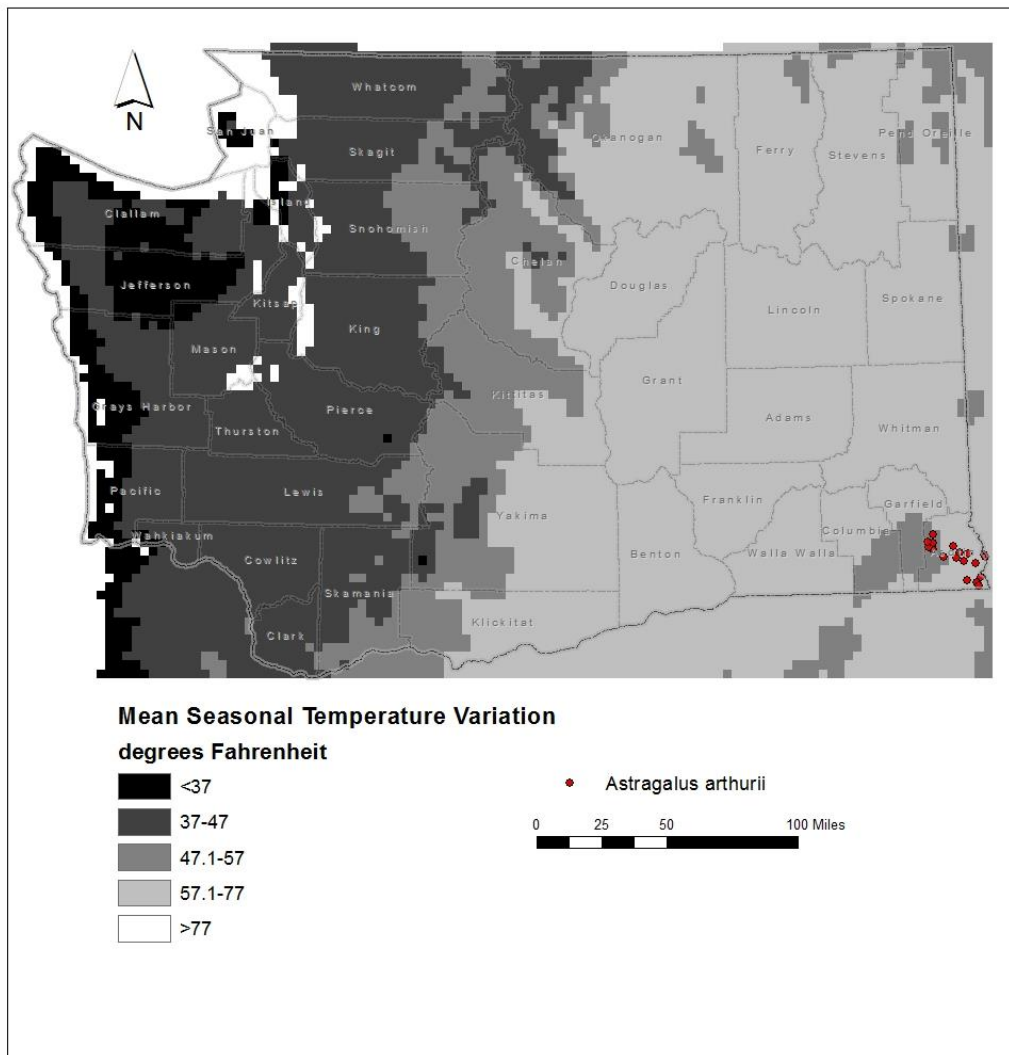 N
Whatcom
San Juan
Skagit
Okanogan
Ferry
Stevens
Pend Oreille
Island
Clallam
Snohomish
Chelan
Jefferson
Kitsap
Douglas
Lincoln
Spokane
King
Mason
Grant
Kittitas
Grays Harbor
Pierce
Adams
Whitman
Thurston
Pacific
Lewis
Yakima
Franklin
Garfield
Columbia
Wahkiakum
Benton
Walla Walla
Cowlitz
Skamania
Klickitat
Clark
Mean Seasonal Temperature Variation
degrees Fahrenheit
<37
37-47
47.1-57
57.1-77
>77
Astragalus arthurii
0 25 50 100 Miles